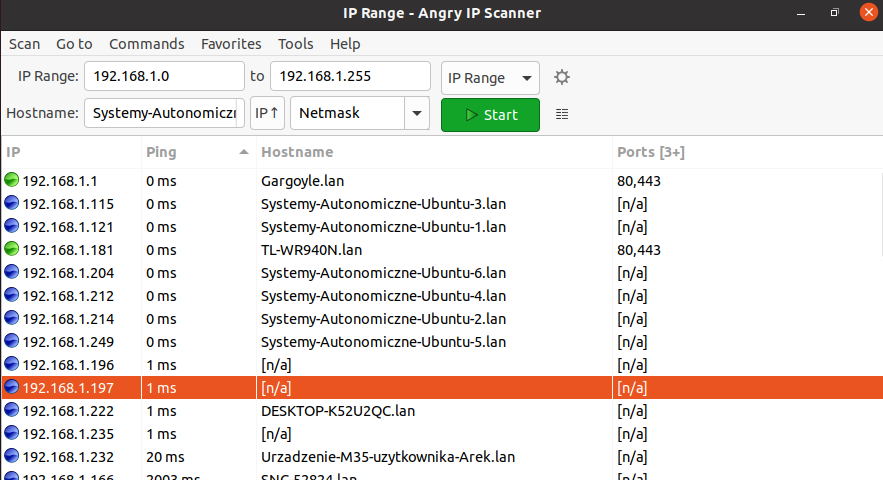 IP Range - Angry IP Scanner
Scan Go to Commands Favorites Tools Help
IP Range: 192.168.1.0 to 192.168.1.255 IP Range
Hostname: Systemy-Autonomiczn IP↑ Netmask Start
IP Ping Hostname Ports [3+]
192.168.1.1 0 ms Gargoyle.lan 80,443
192.168.1.115 0 ms Systemy-Autonomiczne-Ubuntu-3.lan [n/a]
192.168.1.121 0 ms Systemy-Autonomiczne-Ubuntu-1.lan [n/a]
192.168.1.181 0 ms TL-WR940N.lan 80,443
192.168.1.204 0 ms Systemy-Autonomiczne-Ubuntu-6.lan [n/a]
192.168.1.212 0 ms Systemy-Autonomiczne-Ubuntu-4.lan [n/a]
192.168.1.214 0 ms Systemy-Autonomiczne-Ubuntu-2.lan [n/a]
192.168.1.249 0 ms Systemy-Autonomiczne-Ubuntu-5.lan [n/a]
192.168.1.196 1 ms [n/a] [n/a]
192.168.1.197 1 ms [n/a] [n/a]
192.168.1.222 1 ms DESKTOP-K52U2QC.lan [n/a]
192.168.1.235 1 ms [n/a] [n/a]
192.168.1.232 20 ms Urzadzenie-M35-uzytkownika-Arek.lan [n/a]
192.168.1.166 2003 ms SNC-52824.lan [n/a]